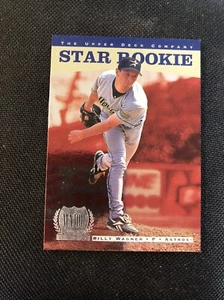 The Upper Deck Company
STAR ROOKIE
Billy Wagner • P • Astros